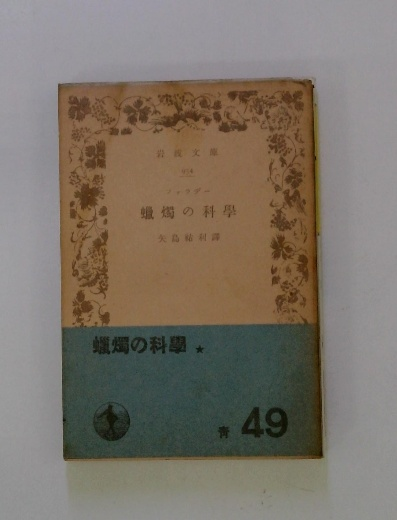 岩波文庫
ファラデー
蠟燭の科學
矢島祐利譯
蠟燭の科學 ★
青 49